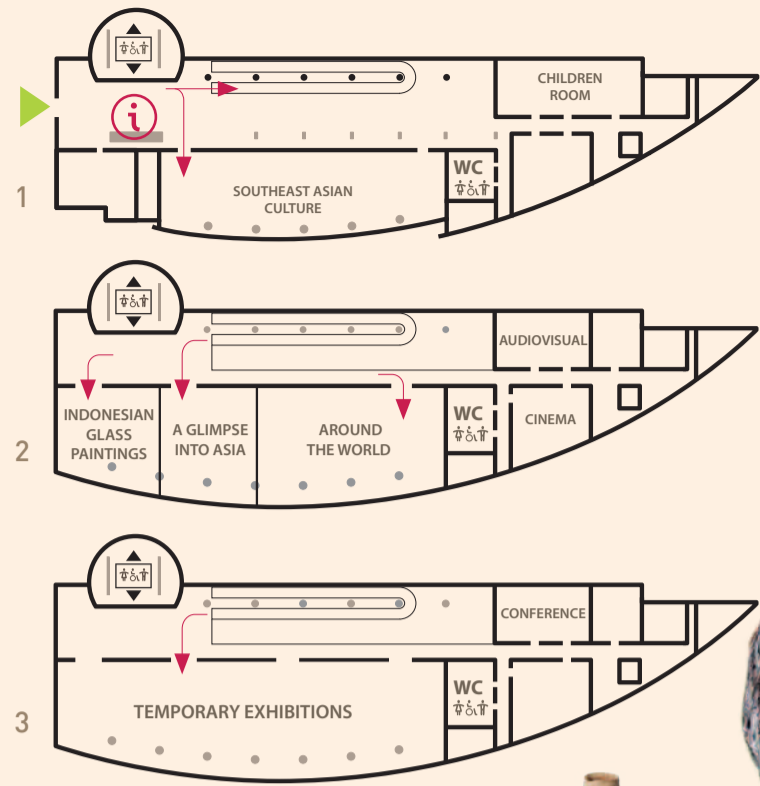 i
CHILDREN
ROOM
WC
SOUTHEAST ASIAN
CULTURE
1
AUDIOVISUAL
INDONESIAN
GLASS
PAINTINGS
A GLIMPSE
INTO ASIA
AROUND
THE WORLD
WC
CINEMA
2
CONFERENCE
WC
TEMPORARY EXHIBITIONS
3